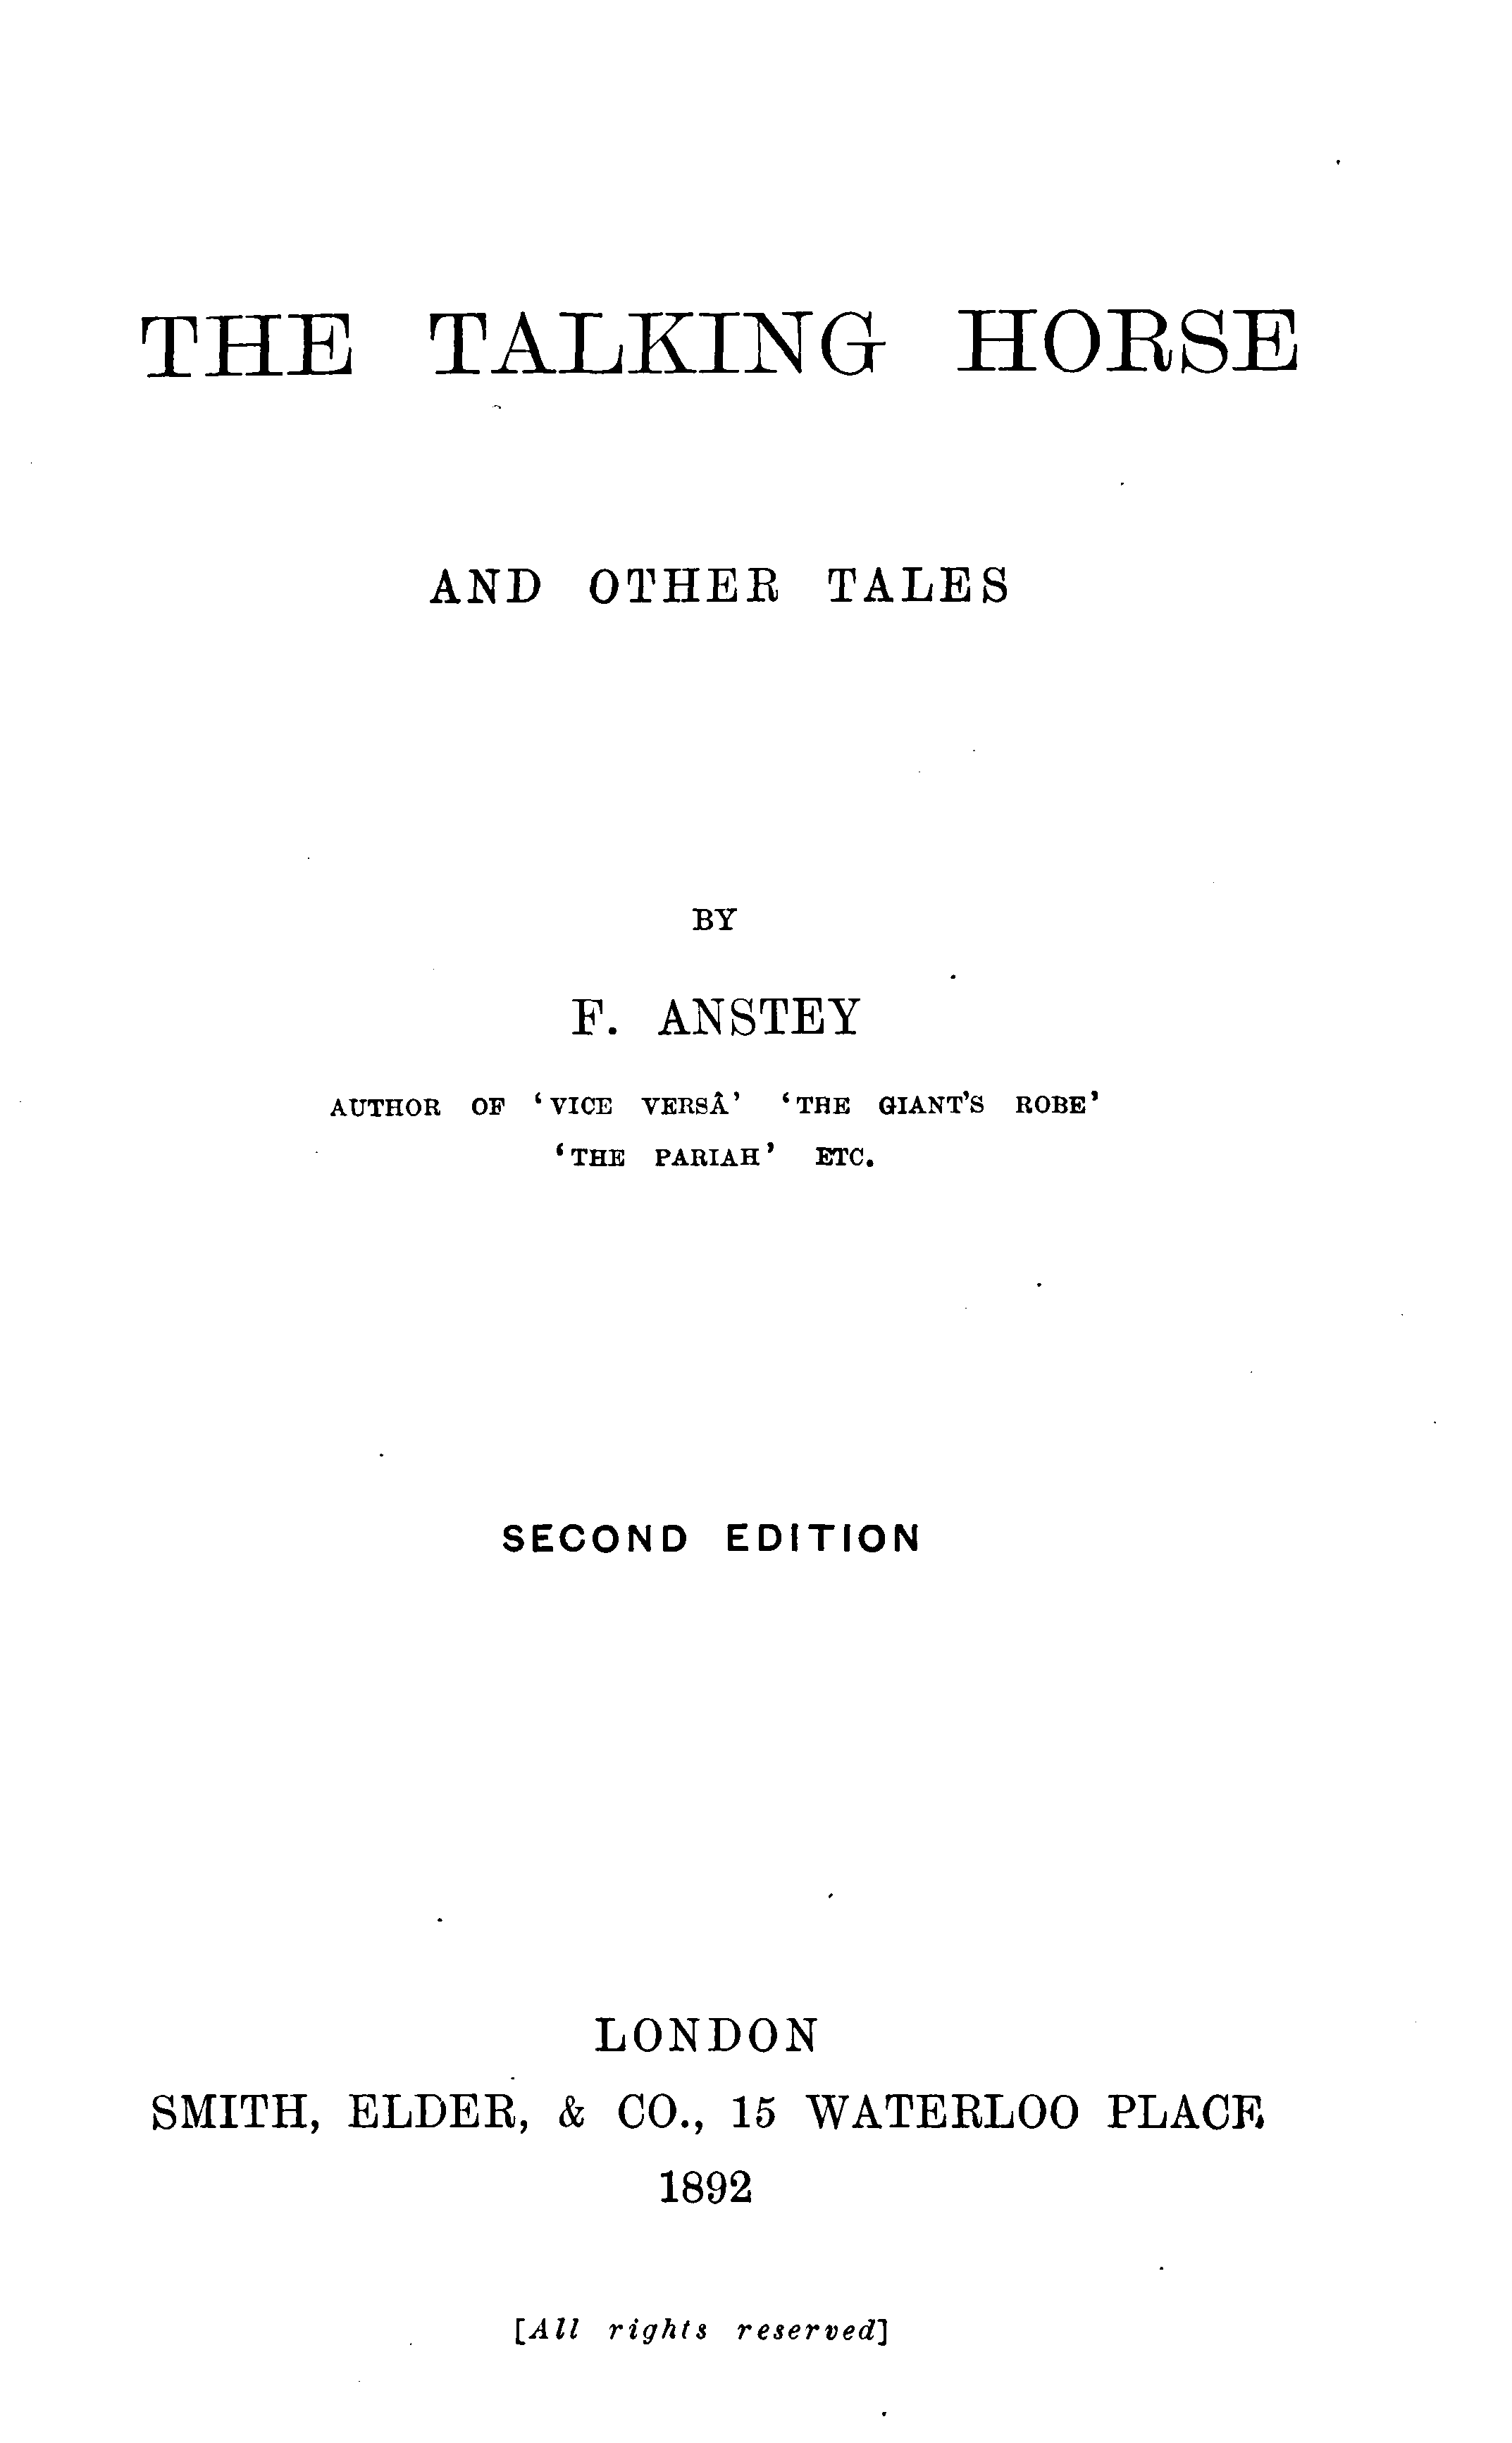 THE TALKING HORSE
AND OTHER TALES
BY
F. ANSTEY
AUTHOR OF ‘VICE VERSÂ’ ‘THE GIANT’S ROBE’
‘THE PARIAH’ ETC.
SECOND EDITION
LONDON
SMITH, ELDER, & CO., 15 WATERLOO PLACE
1892
[All rights reserved]